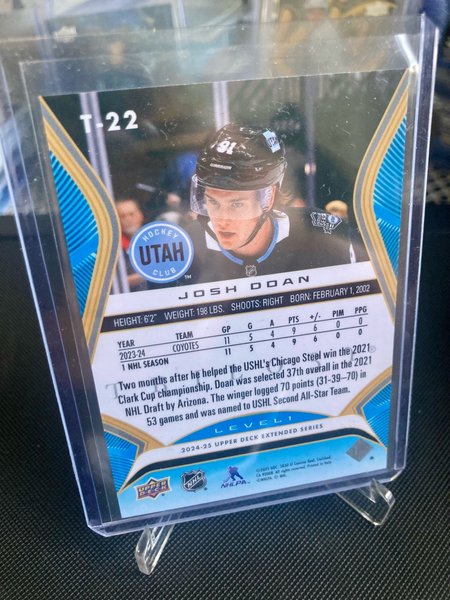 T-22
91
HOCKEY
UTAH
CLUB
TM
JOSH DOAN
HEIGHT: 6'2" WEIGHT: 198 LBS. SHOOTS: RIGHT BORN: FEBRUARY 1, 2002
YEAR TEAM GP G A PTS +/- PIM PPG
2023-24 COYOTES 11 5 4 9 6 0 0
1 NHL SEASON 11 5 4 9 6 0 0
Two months after he helped the USHL's Chicago Steel win the 2021
Clark Cup championship, Doan was selected 37th overall in the 2021
NHL Draft by Arizona. The winger logged 70 points (31-39–70) in
53 games and was named to USHL Second All-Star Team.
LEVEL 1
2024-25 UPPER DECK EXTENDED SERIES
UPPER DECK
NHL
NHLPA